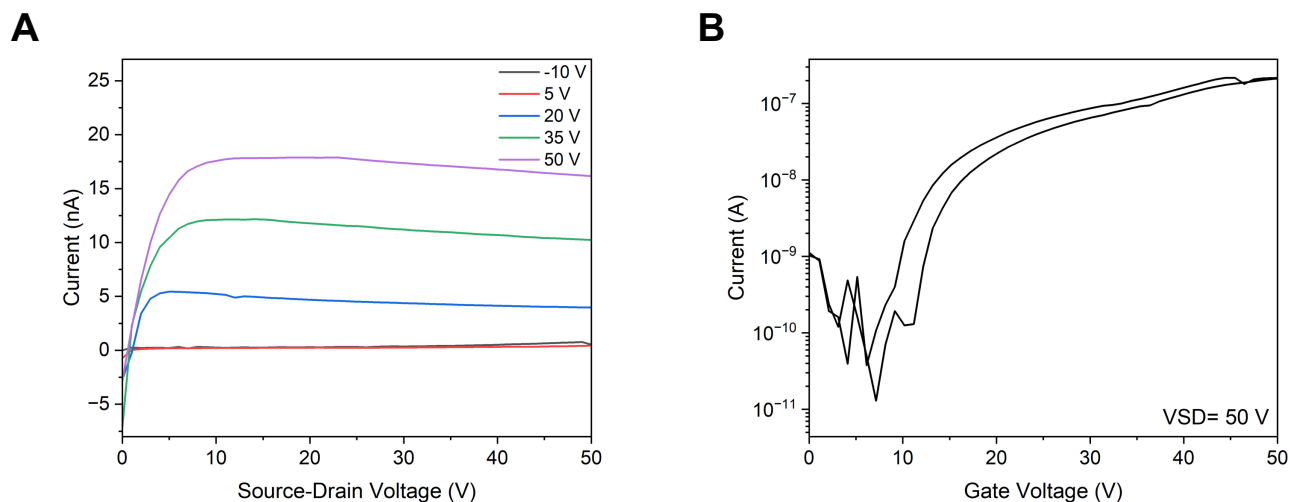 A
B
25
20
15
10
5
0
−5
Current (nA)
-10 V
5 V
20 V
35 V
50 V
0 10 20 30 40 50
Source-Drain Voltage (V)
10⁻⁷
10⁻⁸
10⁻⁹
10⁻¹⁰
10⁻¹¹
Current (A)
VSD= 50 V
0 10 20 30 40 50
Gate Voltage (V)